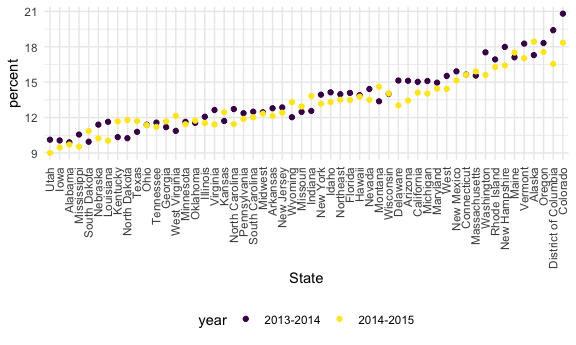 21
18
15
12
9
percent
Utah
Iowa
Alabama
Mississippi
South Dakota
Nebraska
Louisiana
Kentucky
North Dakota
Texas
Ohio
Tennessee
Georgia
West Virginia
Minnesota
Oklahoma
Illinois
Virginia
Kansas
North Carolina
Pennsylvania
South Carolina
Midwest
Arkansas
New Jersey
Wyoming
Missouri
Indiana
New York
Idaho
Northeast
Florida
Hawaii
Nevada
Montana
Wisconsin
Delaware
Arizona
California
Michigan
Maryland
West
New Mexico
Connecticut
Massachusetts
Washington
Rhode Island
New Hampshire
Maine
Vermont
Alaska
Oregon
District of Columbia
Colorado
State
year 2013-2014 2014-2015